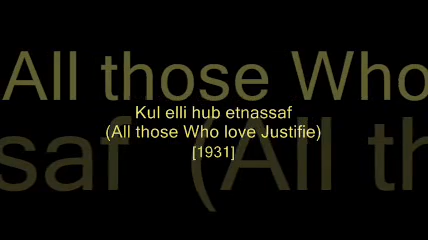 All those Who
Kul elli hub etnassaf
(All those Who love Justifie)
[1931]
saf (All th